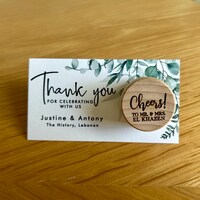 Thank you
FOR CELEBRATING
WITH US
Justine & Antony
The History, Lebanon
Cheers!
TO MR. & MRS.
EL KHAZEN